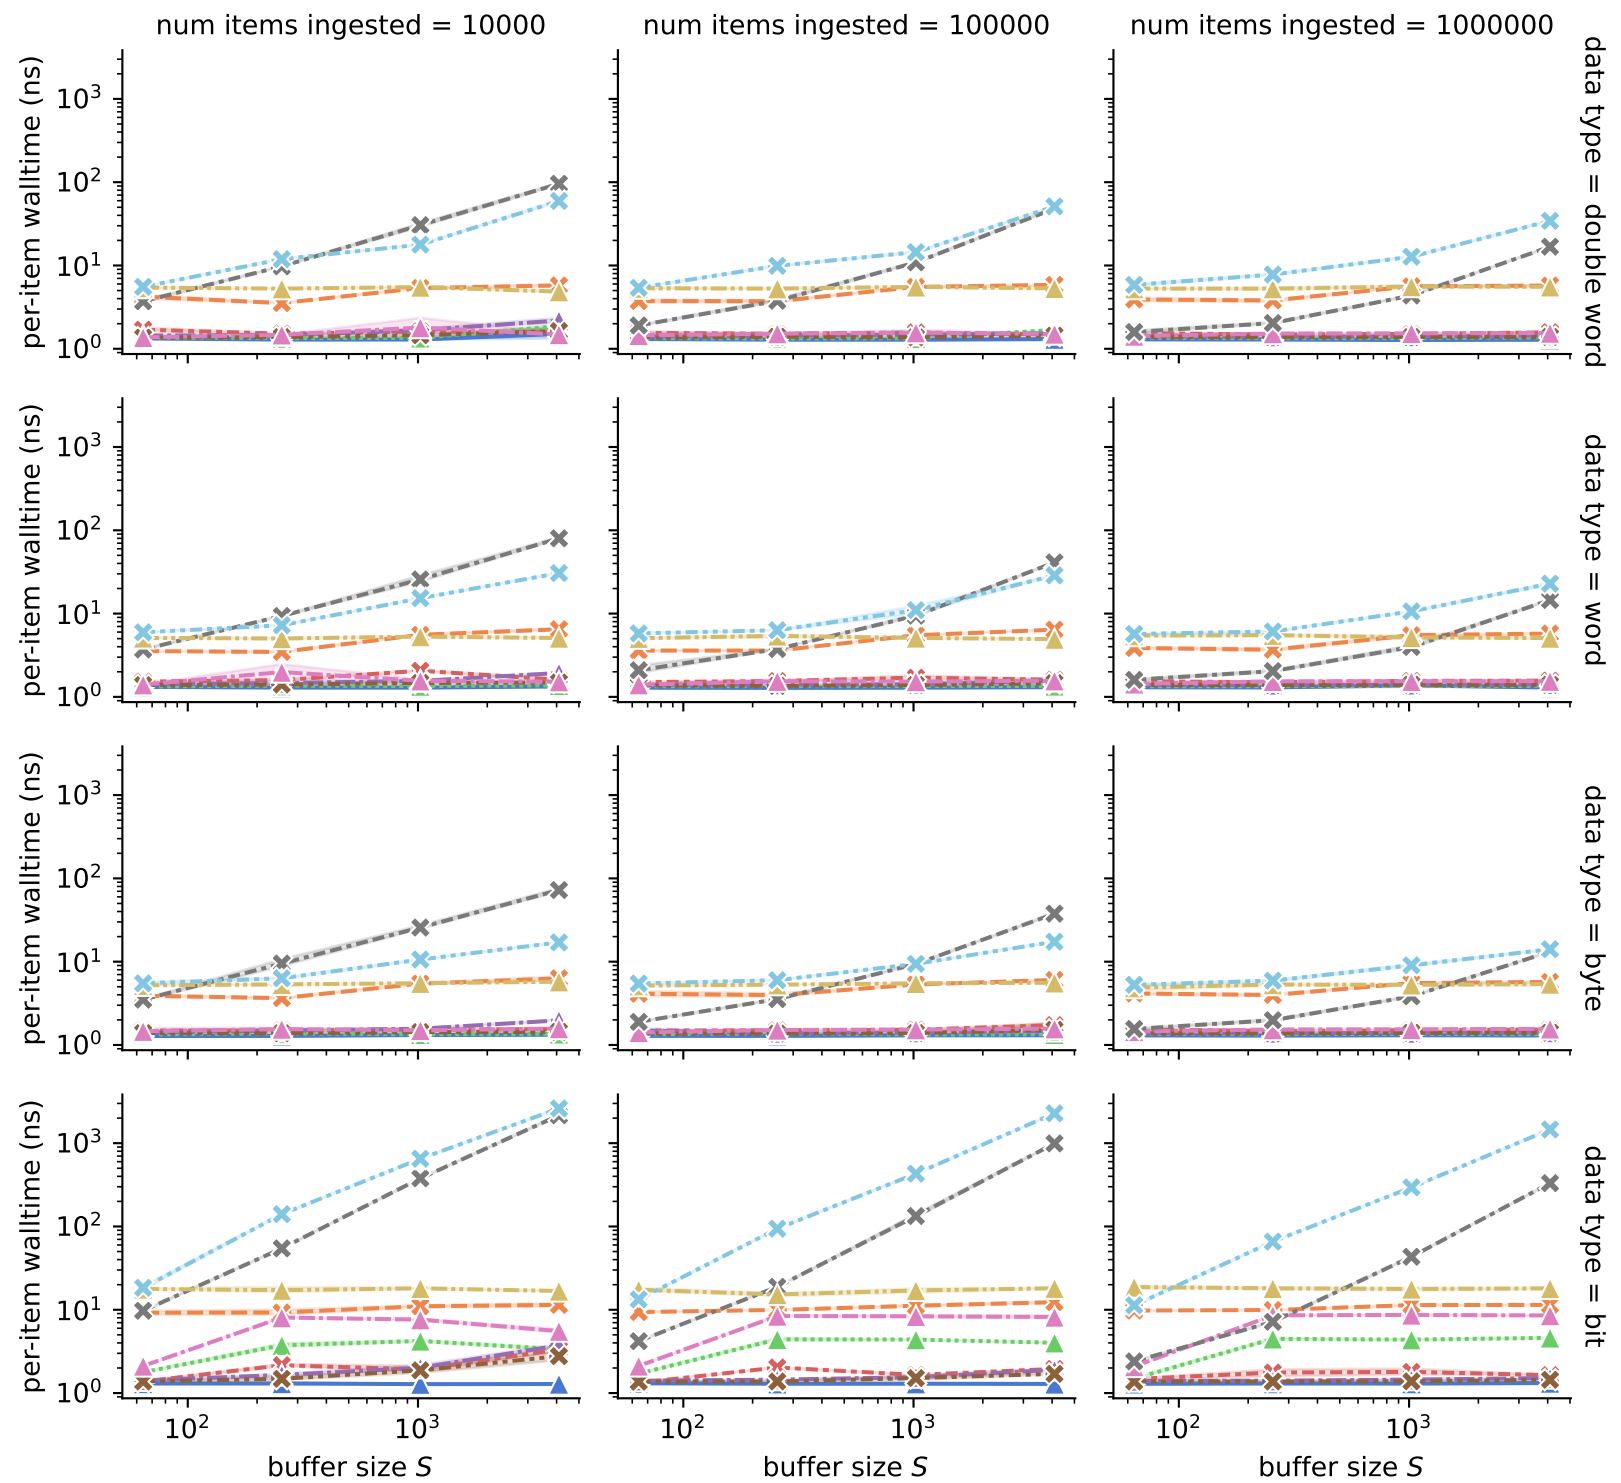 num items ingested = 10000
num items ingested = 100000
num items ingested = 1000000
per-item walltime (ns)
10³
10²
10¹
10⁰
data type = double word
per-item walltime (ns)
10³
10²
10¹
10⁰
data type = word
per-item walltime (ns)
10³
10²
10¹
10⁰
data type = byte
per-item walltime (ns)
10³
10²
10¹
10⁰
data type = bit
10² 10³ 10² 10³ 10² 10³
buffer size S
buffer size S
buffer size S